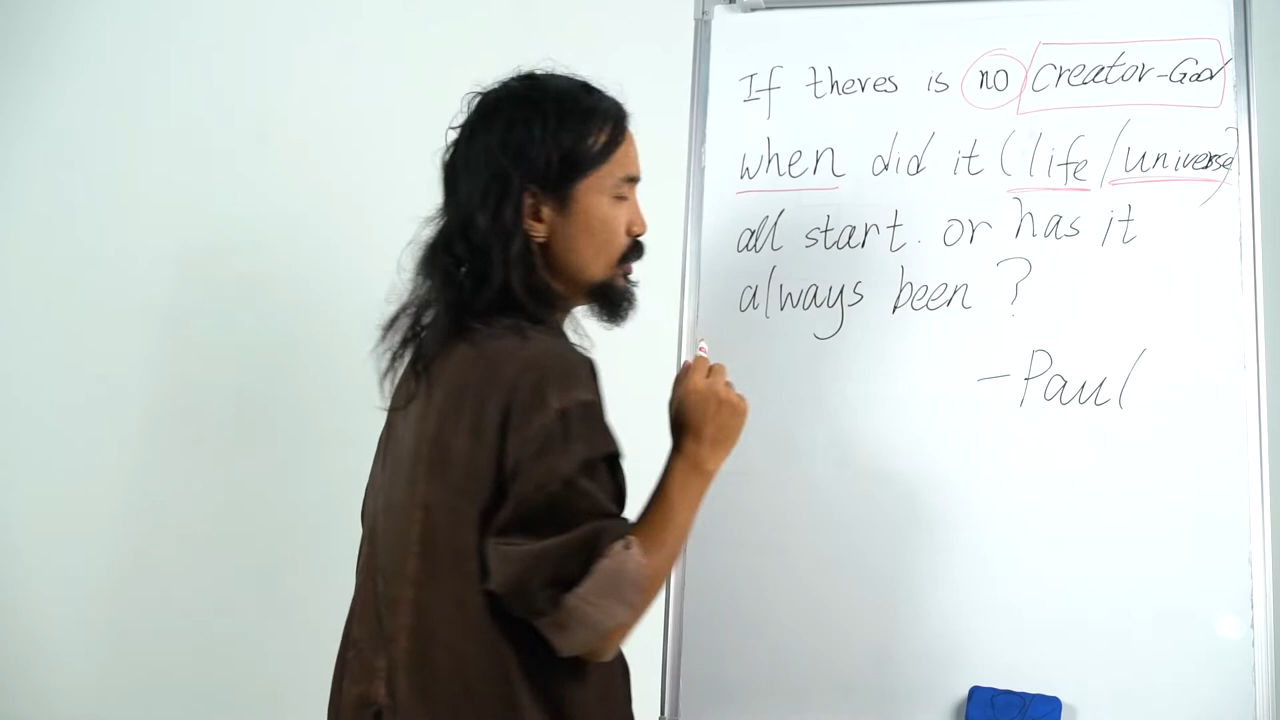 If theres is no Creator-God
when did it (life/universe)
all start. or has it
always been?
-Paul